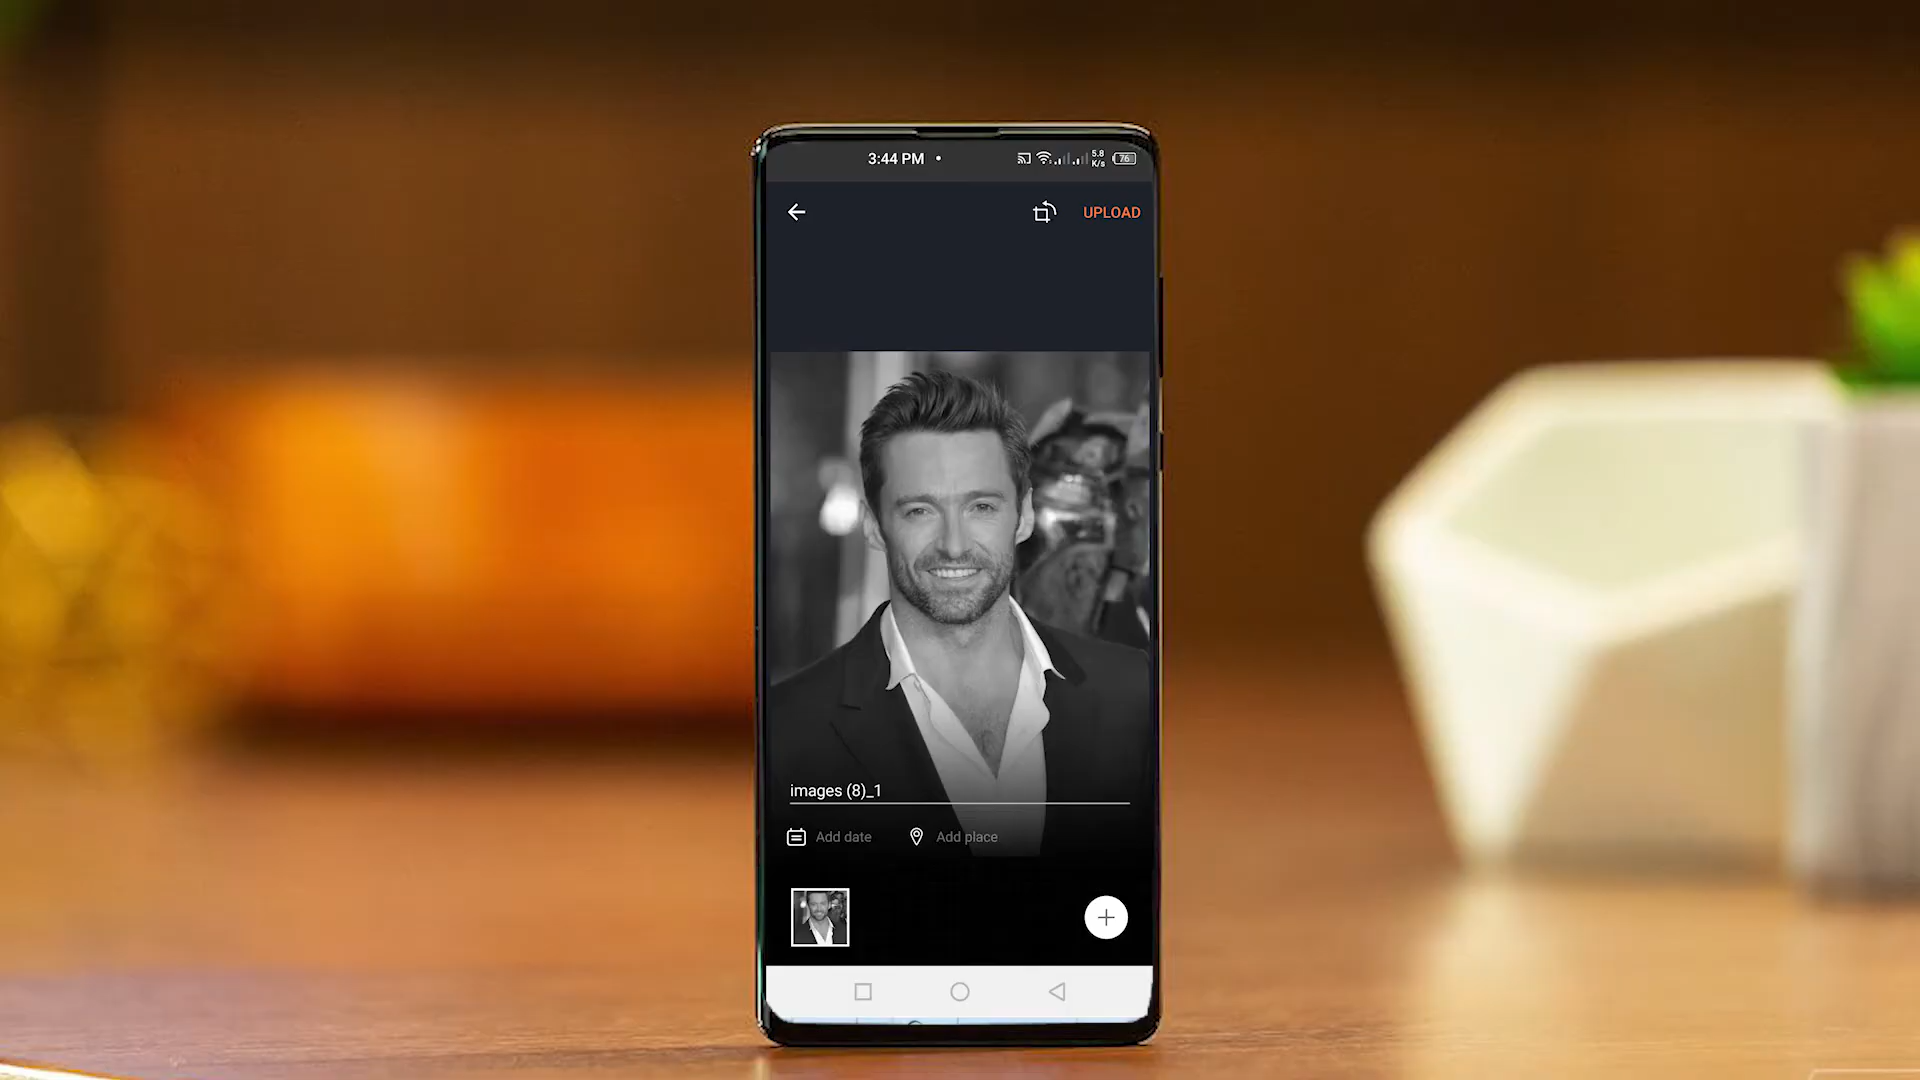 3:44 PM
5.8
K/s
76
UPLOAD
images (8)_1
Add date
Add place